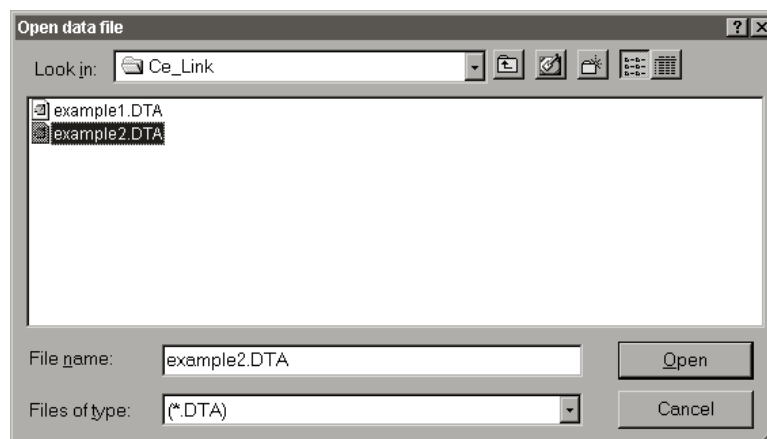 Open data file
Look in: Ce_Link
example1.DTA
example2.DTA
File name: example2.DTA Open
Files of type: (*.DTA) Cancel